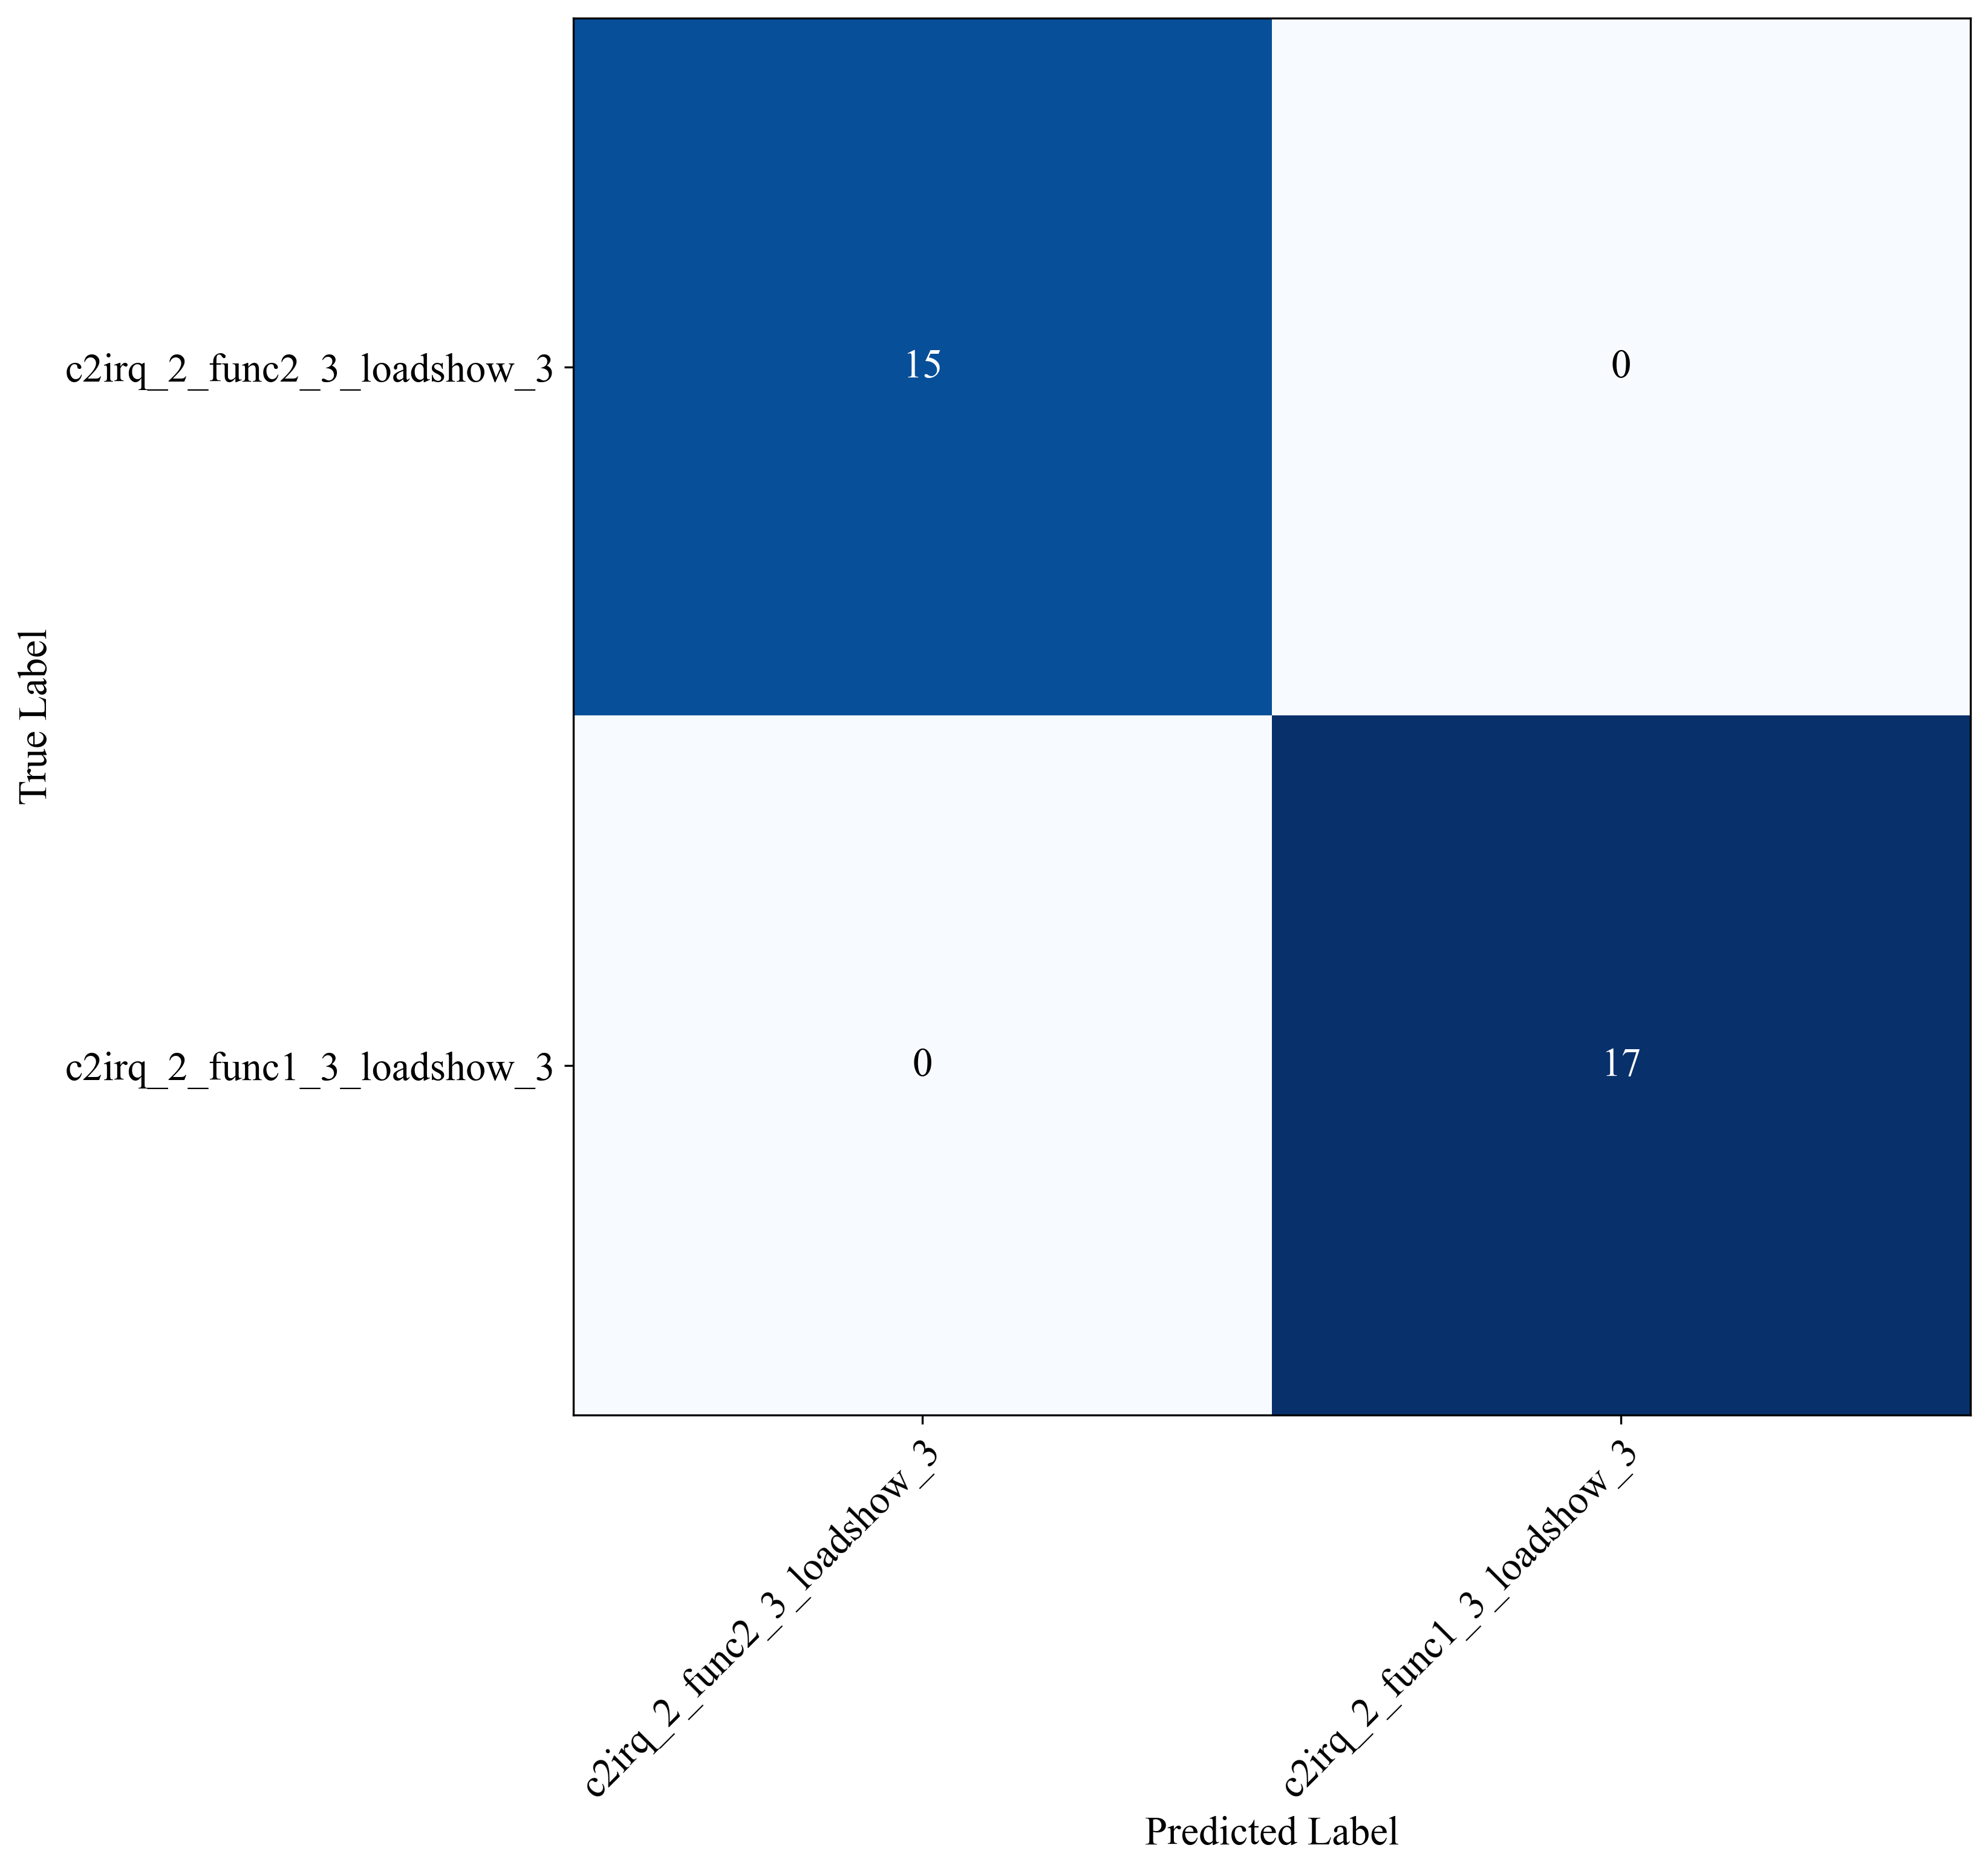 True Label
c2irq_2_func2_3_loadshow_3
15
0
c2irq_2_func1_3_loadshow_3
0
17
c2irq_2_func2_3_loadshow_3
c2irq_2_func1_3_loadshow_3
Predicted Label